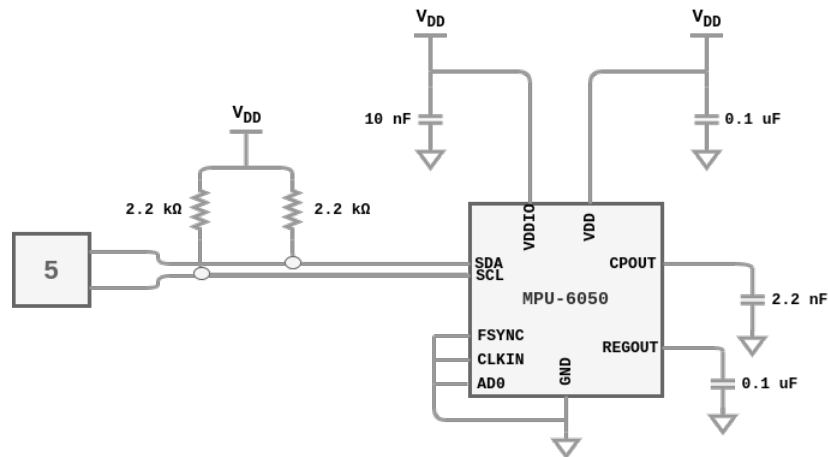 VDD
VDD
10 nF
0.1 uF
VDD
2.2 kΩ
2.2 kΩ
5
VDDIO
VDD
SDA
SCL
CPOUT
MPU-6050
2.2 nF
FSYNC
CLKIN
AD0
GND
REGOUT
0.1 uF